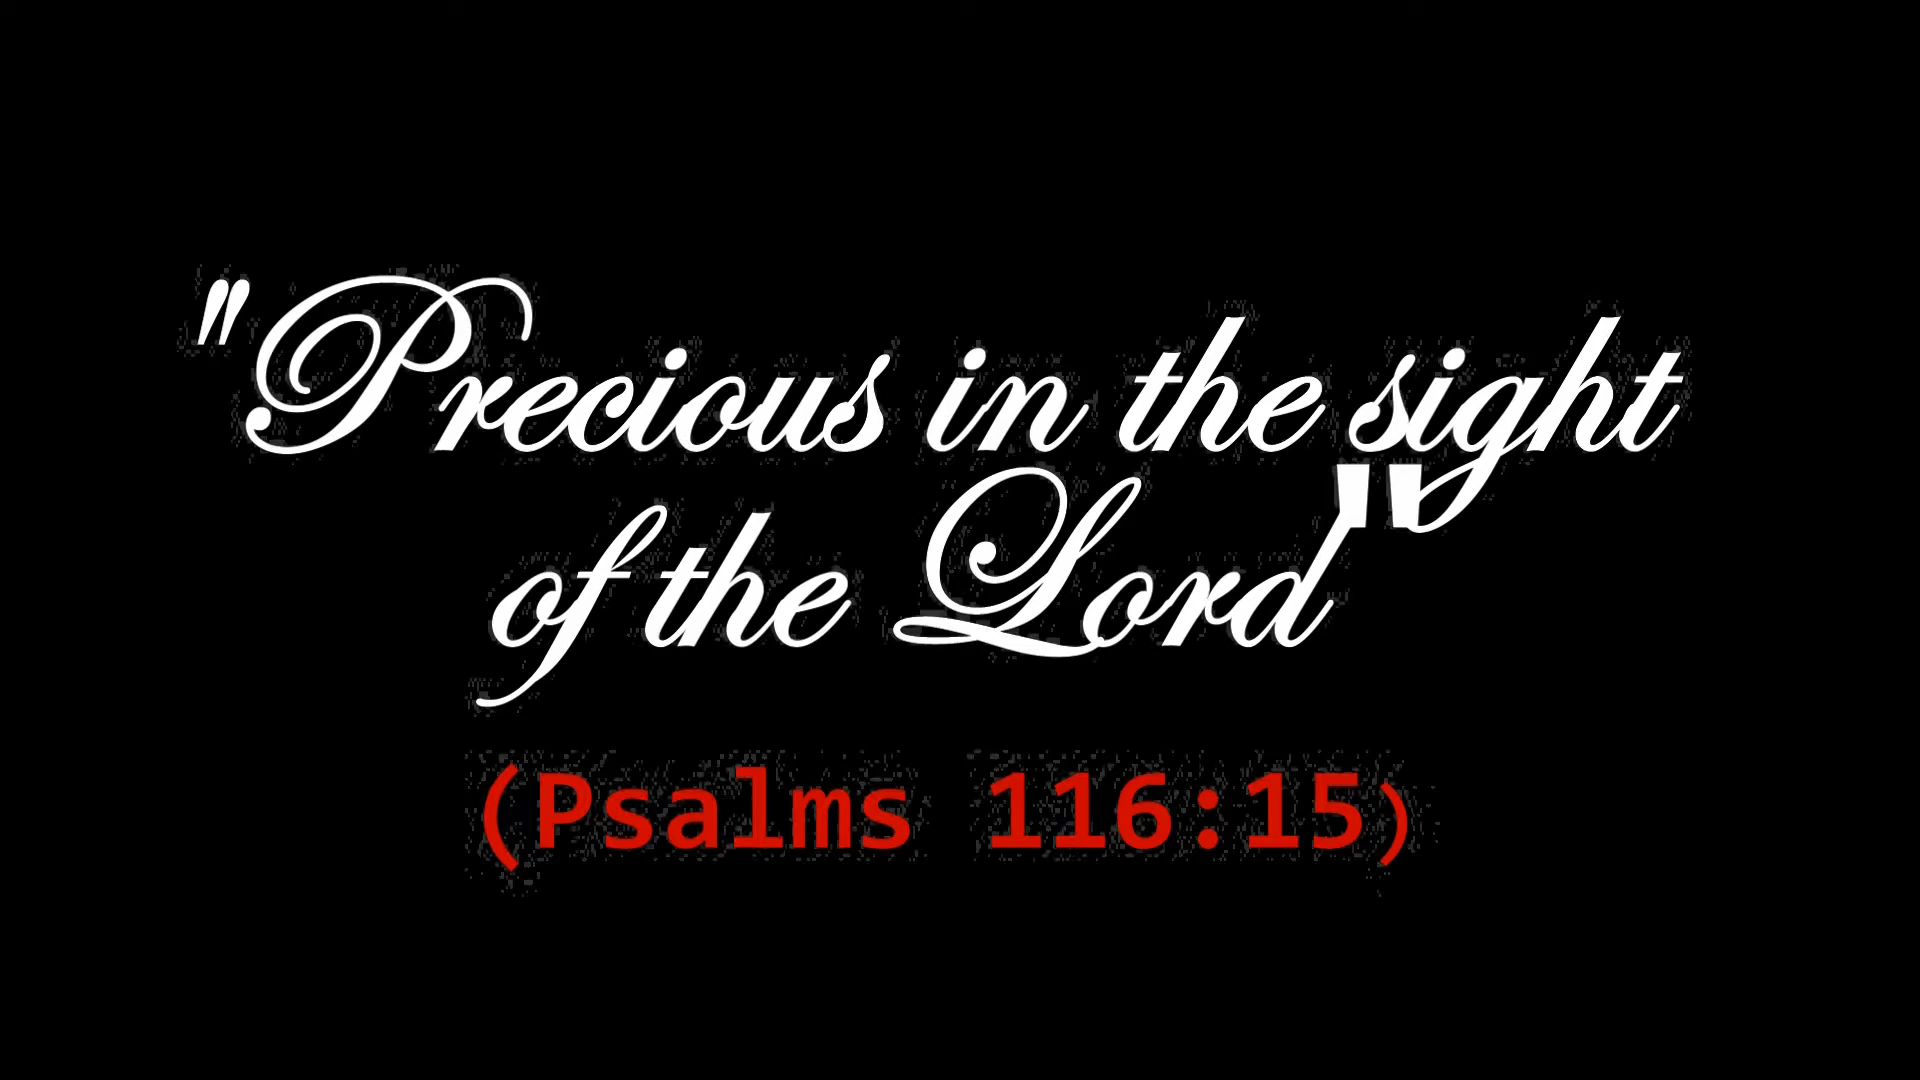 "Precious in the sight
of the Lord"
(Psalms 116:15)